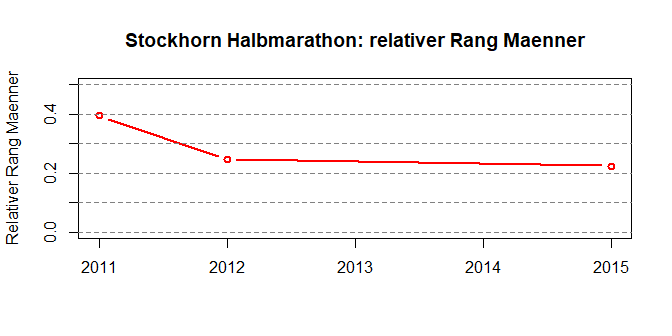 Stockhorn Halbmarathon: relativer Rang Maenner
Relativer Rang Maenner
0.4
0.2
0.0
2011 2012 2013 2014 2015